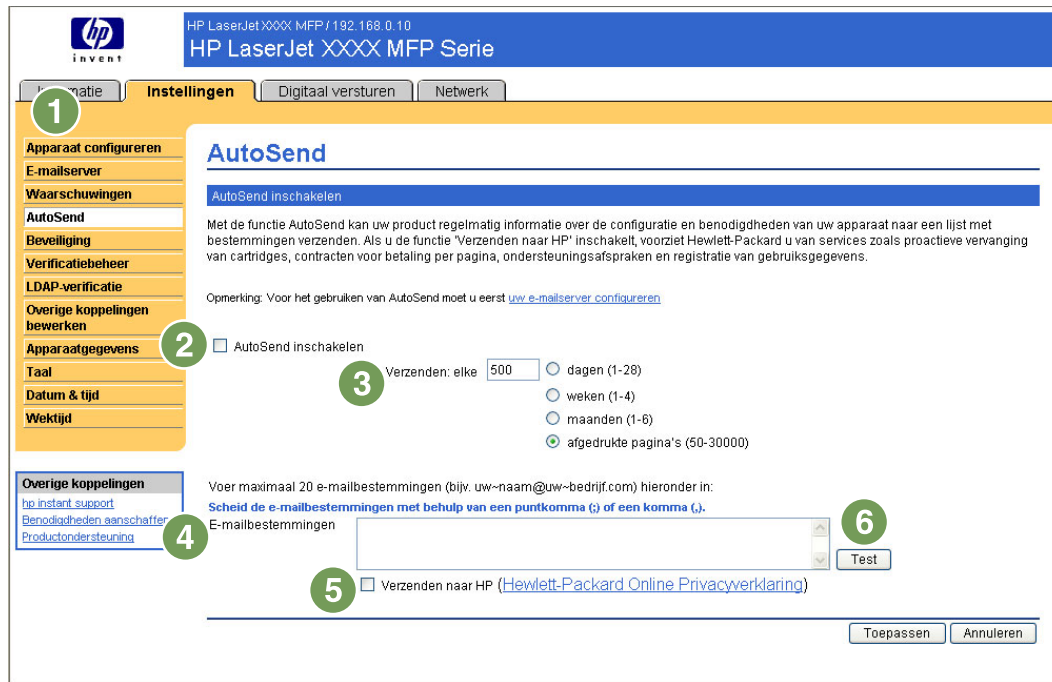 hp
invent
HP LaserJet XXXX MFP / 192.168.0.10
HP LaserJet XXXX MFP Serie
Instellingen
Digitaal versturen
Netwerk
1
Apparaat configureren
E-mailserver
Waarschuwingen
AutoSend
Beveiliging
Verificatiebeheer
LDAP-verificatie
Overige koppelingen
bewerken
Apparaatgegevens
Taal
Datum & tijd
Wektijd
Overige koppelingen
hp instant support
Benodigdheden aanschaffen
Productondersteuning
AutoSend
AutoSend inschakelen
Met de functie AutoSend kan uw product regelmatig informatie over de configuratie en benodigdheden van uw apparaat naar een lijst met
bestemmingen verzenden. Als u de functie 'Verzenden naar HP' inschakelt, voorziet Hewlett-Packard u van services zoals proactieve vervanging
van cartridges, contracten voor betaling per pagina, ondersteuningsafspraken en registratie van gebruiksgegevens.
Opmerking: Voor het gebruiken van AutoSend moet u eerst uw e-mailserver configureren
2
AutoSend inschakelen
3
Verzenden: elke 500
dagen (1-28)
weken (1-4)
maanden (1-6)
afgedrukte pagina's (50-30000)
Voer maximaal 20 e-mailbestemmingen (bijv. uw~naam@uw~bedrijf.com) hieronder in:
Scheid de e-mailbestemmingen met behulp van een puntkomma (;) of een komma (,).
4
E-mailbestemmingen
6
Test
5
Verzenden naar HP (Hewlett-Packard Online Privacyverklaring)
Toepassen
Annuleren